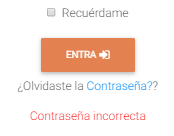 Recuérdame
ENTRA
¿Olvidaste la Contraseña??
Contraseña incorrecta